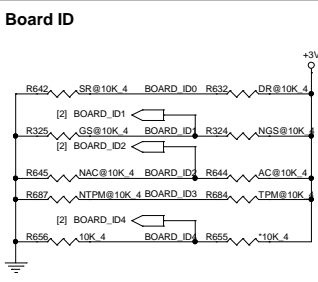 Board ID
+3V
R642 SR@10K_4 BOARD_ID0 R632 DR@10K_4
[2] BOARD_ID1
R325 GS@10K_4 BOARD_ID1 R324 NGS@10K_4
[2] BOARD_ID2
R645 NAC@10K_4 BOARD_ID2 R644 AC@10K_4
R687 NTPM@10K_4 BOARD_ID3 R684 TPM@10K_4
[2] BOARD_ID4
R656 10K_4 BOARD_ID4 R655 *10K_4